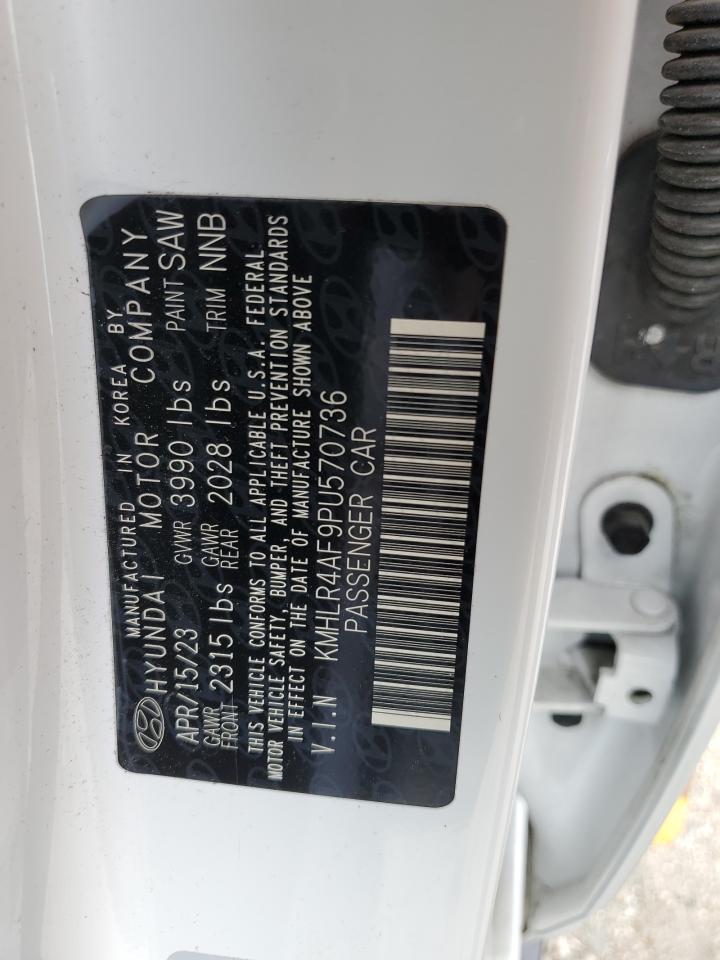 MANUFACTURED IN KOREA BY
HYUNDAI MOTOR COMPANY
APR/15/23 GVWR 3990 lbs PAINT SAW
GAWR FRONT 2315 lbs GAWR REAR 2028 lbs TRIM NNB
THIS VEHICLE CONFORMS TO ALL APPLICABLE U.S.A. FEDERAL
MOTOR VEHICLE SAFETY, BUMPER, AND THEFT PREVENTION STANDARDS
IN EFFECT ON THE DATE OF MANUFACTURE SHOWN ABOVE
V.I.N KMHLR4AF9PU570736
PASSENGER CAR